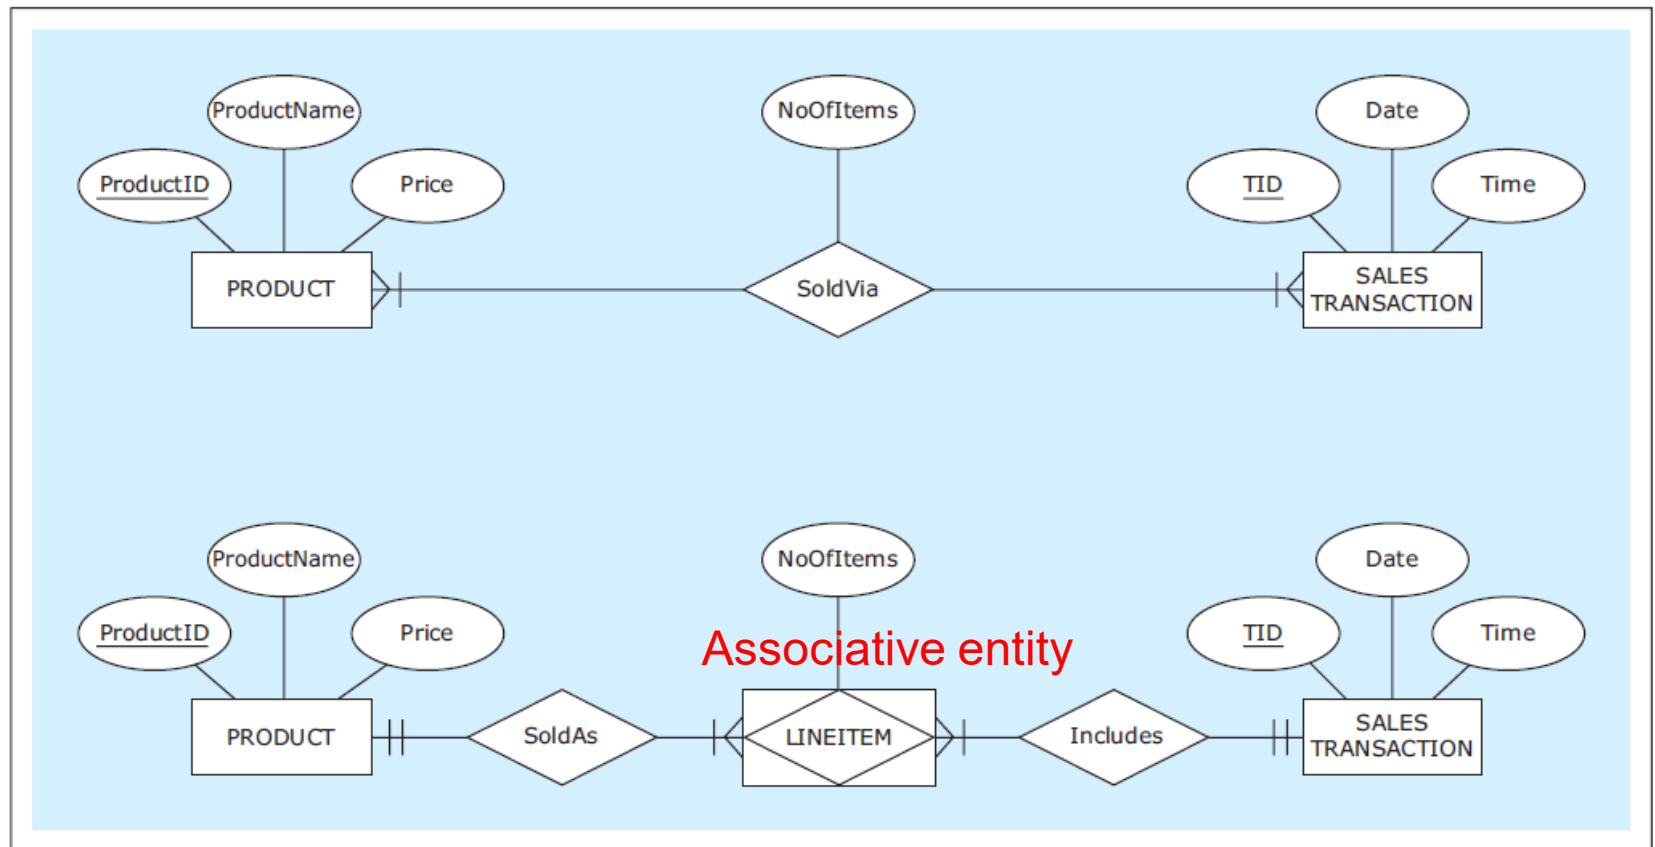 ProductName
NoOfItems
Date
ProductID
Price
TID
Time
PRODUCT
SoldVia
SALES
TRANSACTION
ProductName
NoOfItems
Date
ProductID
Price
Associative entity
TID
Time
PRODUCT
SoldAs
LINEITEM
Includes
SALES
TRANSACTION